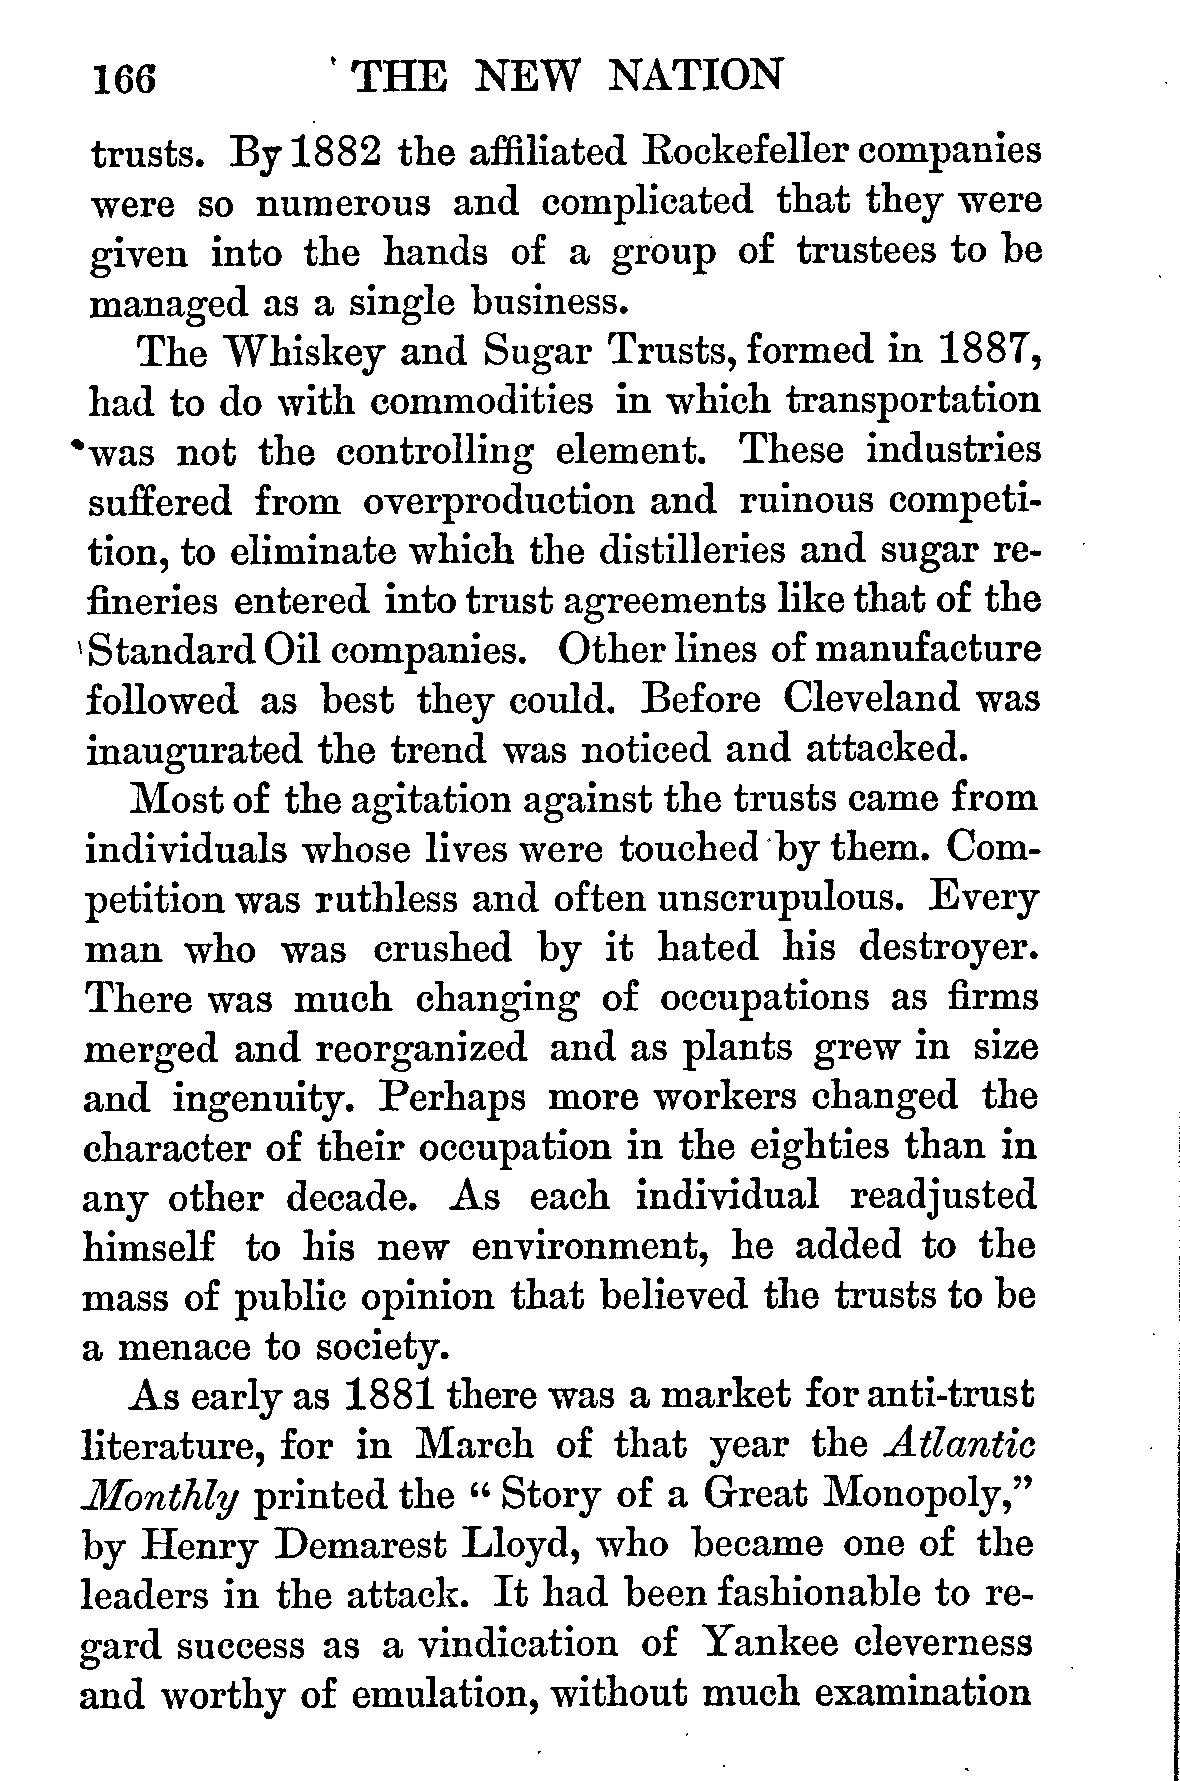 166 THE NEW NATION
trusts. By 1882 the affiliated Rockefeller companies
were so numerous and complicated that they were
given into the hands of a group of trustees to be
managed as a single business.
The Whiskey and Sugar Trusts, formed in 1887,
had to do with commodities in which transportation
was not the controlling element. These industries
suffered from overproduction and ruinous competi-
tion, to eliminate which the distilleries and sugar re-
fineries entered into trust agreements like that of the
Standard Oil companies. Other lines of manufacture
followed as best they could. Before Cleveland was
inaugurated the trend was noticed and attacked.
Most of the agitation against the trusts came from
individuals whose lives were touched by them. Com-
petition was ruthless and often unscrupulous. Every
man who was crushed by it hated his destroyer.
There was much changing of occupations as firms
merged and reorganized and as plants grew in size
and ingenuity. Perhaps more workers changed the
character of their occupation in the eighties than in
any other decade. As each individual readjusted
himself to his new environment, he added to the
mass of public opinion that believed the trusts to be
a menace to society.
As early as 1881 there was a market for anti-trust
literature, for in March of that year the Atlantic
Monthly printed the “ Story of a Great Monopoly,”
by Henry Demarest Lloyd, who became one of the
leaders in the attack. It had been fashionable to re-
gard success as a vindication of Yankee cleverness
and worthy of emulation, without much examination